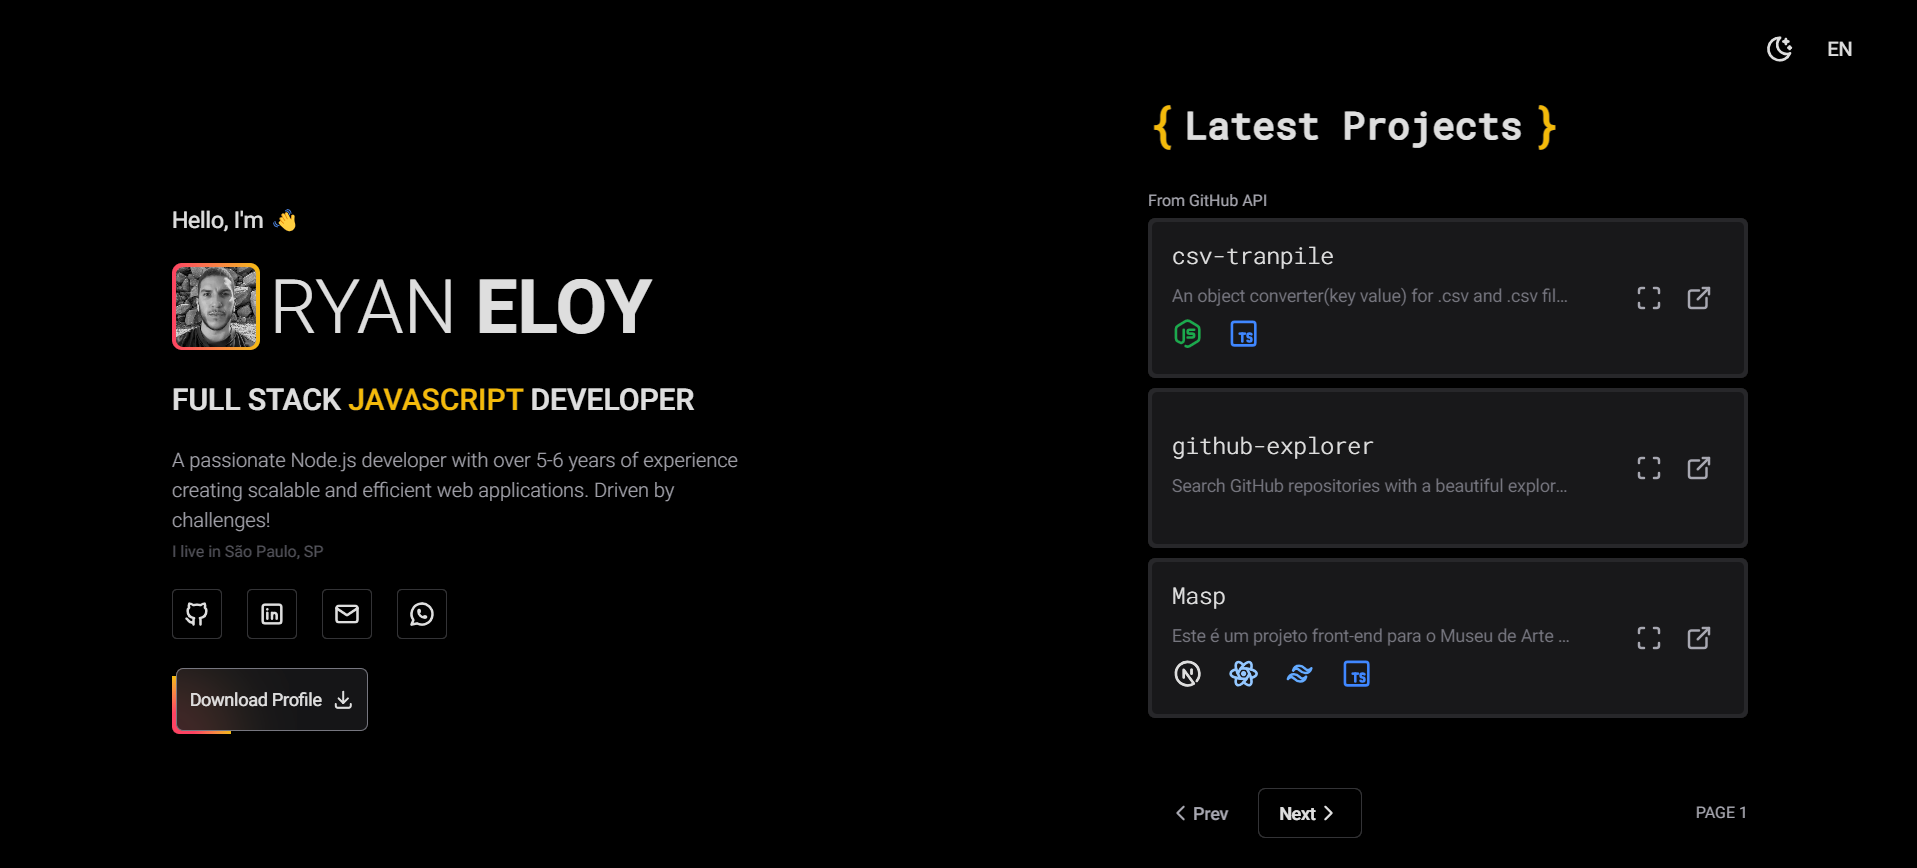 EN
Hello, I'm 👋
RYAN ELOY
FULL STACK JAVASCRIPT DEVELOPER
A passionate Node.js developer with over 5-6 years of experience
creating scalable and efficient web applications. Driven by
challenges!
I live in São Paulo, SP
Download Profile
{ Latest Projects }
From GitHub API
csv-tranpile
An object converter(key value) for .csv and .csv fil...
JS TS
github-explorer
Search GitHub repositories with a beautiful explor...
Masp
Este é um projeto front-end para o Museu de Arte ...
N TS
Prev Next PAGE 1